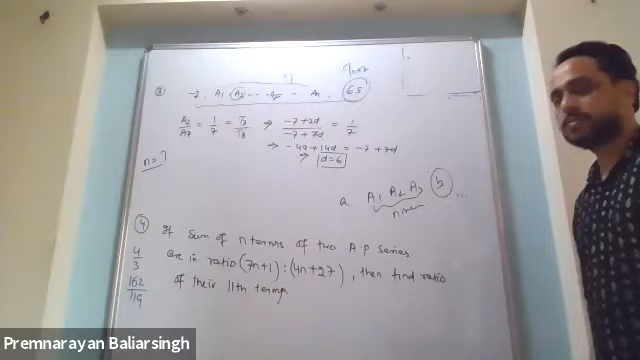 T n+2
③ -7, A₁ A₂ - - - A₇ - - Aₙ, 65
A₂/A₇ = 1/7 = T₃/T₈ ⇒ (-7+2d)/(-7+7d) = 1/7
⇒ -49+14d = -7+7d
⇒ d=6
n=?
a A₁ A₂ A₃ b ...
④ If Sum of n terms of two A.P Series
4/3 are in ratio (7n+1) : (4n+27), then find ratio
162/119 of their 11th terms
Premnarayan Baliarsingh